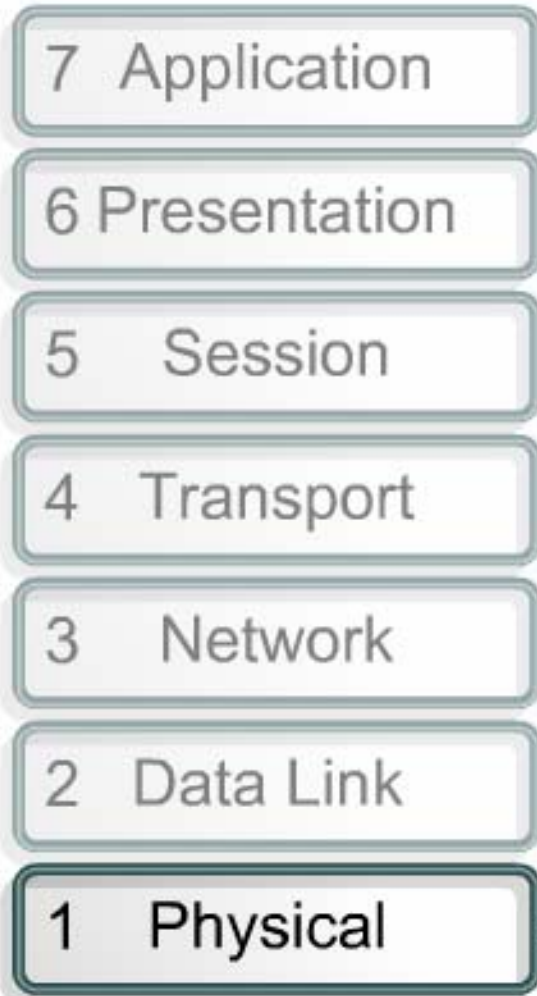 7 Application
6 Presentation
5 Session
4 Transport
3 Network
2 Data Link
1 Physical